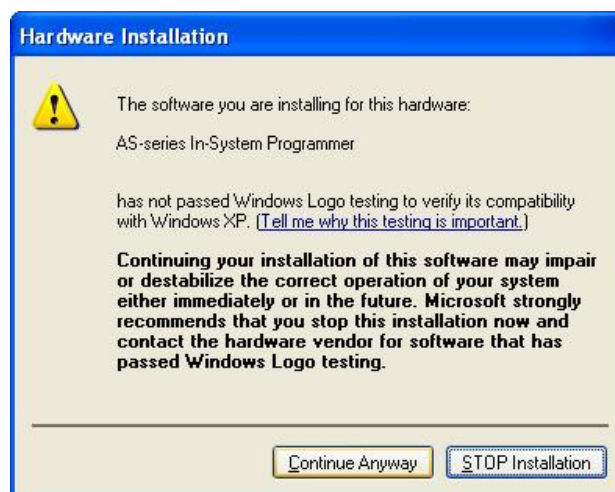 Hardware Installation
The software you are installing for this hardware:
AS-series In-System Programmer
has not passed Windows Logo testing to verify its compatibility
with Windows XP. (Tell me why this testing is important.)
Continuing your installation of this software may impair
or destabilize the correct operation of your system
either immediately or in the future. Microsoft strongly
recommends that you stop this installation now and
contact the hardware vendor for software that has
passed Windows Logo testing.
Continue Anyway
STOP Installation